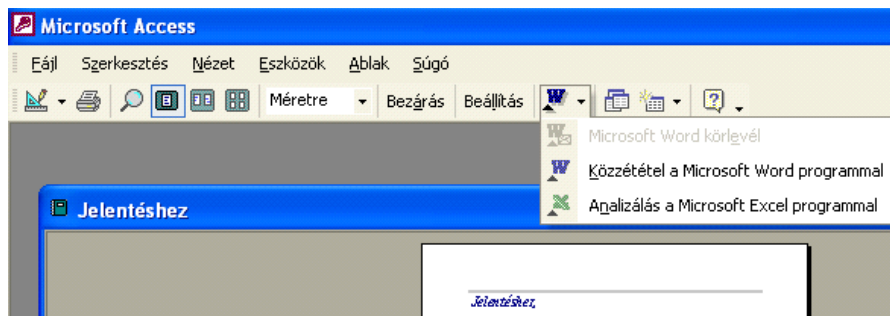 Microsoft Access
Fájl Szerkesztés Nézet Eszközök Ablak Súgó
Méretre Bezárás Beállítás
Microsoft Word körlevél
Közzététel a Microsoft Word programmal
Analizálás a Microsoft Excel programmal
Jelentéshez
Jelentéshez